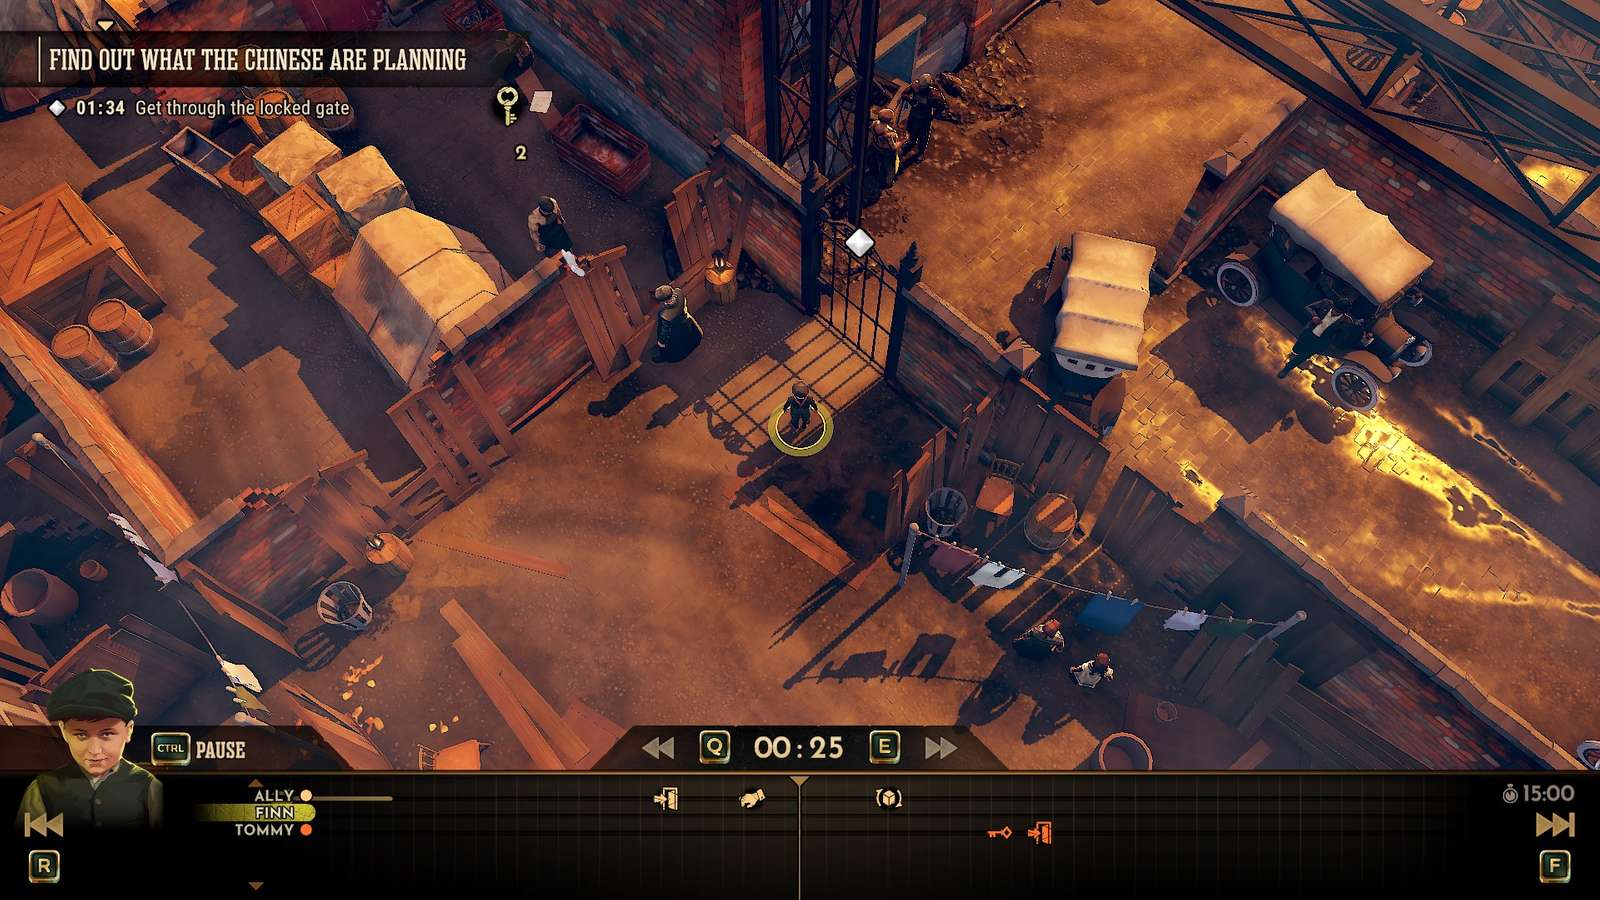 FIND OUT WHAT THE CHINESE ARE PLANNING
01:34 Get through the locked gate
2
CTRL PAUSE
Q 00:25 E
ALLY
FINN
TOMMY
15:00
R
F